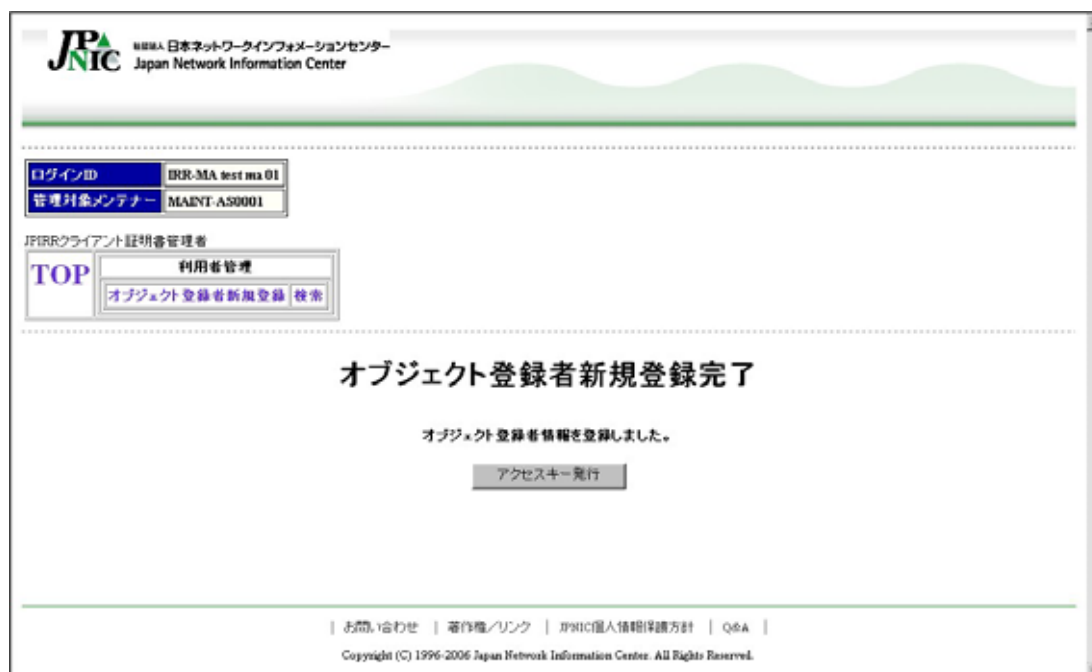 JPNIC
社団法人 日本ネットワークインフォメーションセンター
Japan Network Information Center
ログインID IRR-MA test ma 01
管理対象メンテナー MAINT-AS0001
JPIRRクライアント証明書管理者
TOP 利用者管理
オブジェクト登録者新規登録 検索
オブジェクト登録者新規登録完了
オブジェクト登録者情報を登録しました。
アクセスキー発行
| お問い合わせ | 著作権/リンク | JPNIC個人情報保護方針 | Q&A |
Copyright (C) 1996-2006 Japan Network Information Center. All Rights Reserved.